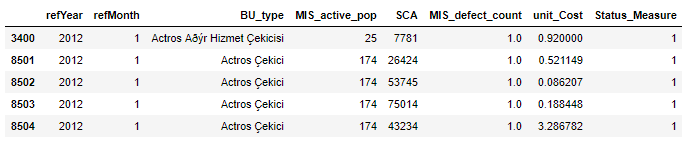 refYear refMonth BU_type MIS_active_pop SCA MIS_defect_count unit_Cost Status_Measure
3400 2012 1 Actros Aðýr Hizmet Çekicisi 25 7781 1.0 0.920000 1
8501 2012 1 Actros Çekici 174 26424 1.0 0.521149 1
8502 2012 1 Actros Çekici 174 53745 1.0 0.086207 1
8503 2012 1 Actros Çekici 174 75014 1.0 0.188448 1
8504 2012 1 Actros Çekici 174 43234 1.0 3.286782 1